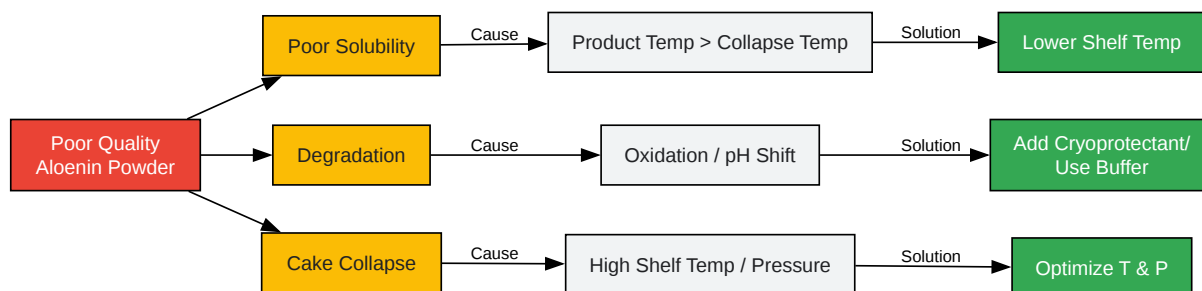 Poor Solubility
Cause
Product Temp > Collapse Temp
Solution
Lower Shelf Temp
Poor Quality
Aloenin Powder
Degradation
Cause
Oxidation / pH Shift
Solution
Add Cryoprotectant/
Use Buffer
Cake Collapse
Cause
High Shelf Temp / Pressure
Solution
Optimize T & P